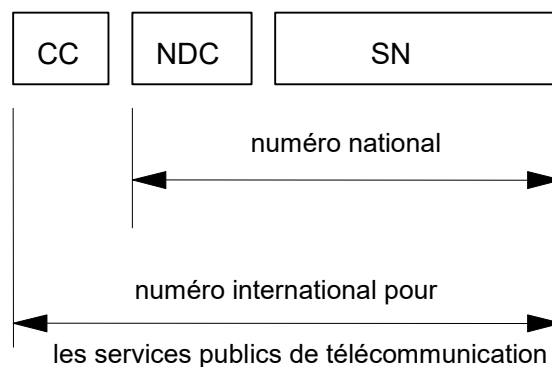 CC NDC SN
numéro national
numéro international pour
les services publics de télécommunication